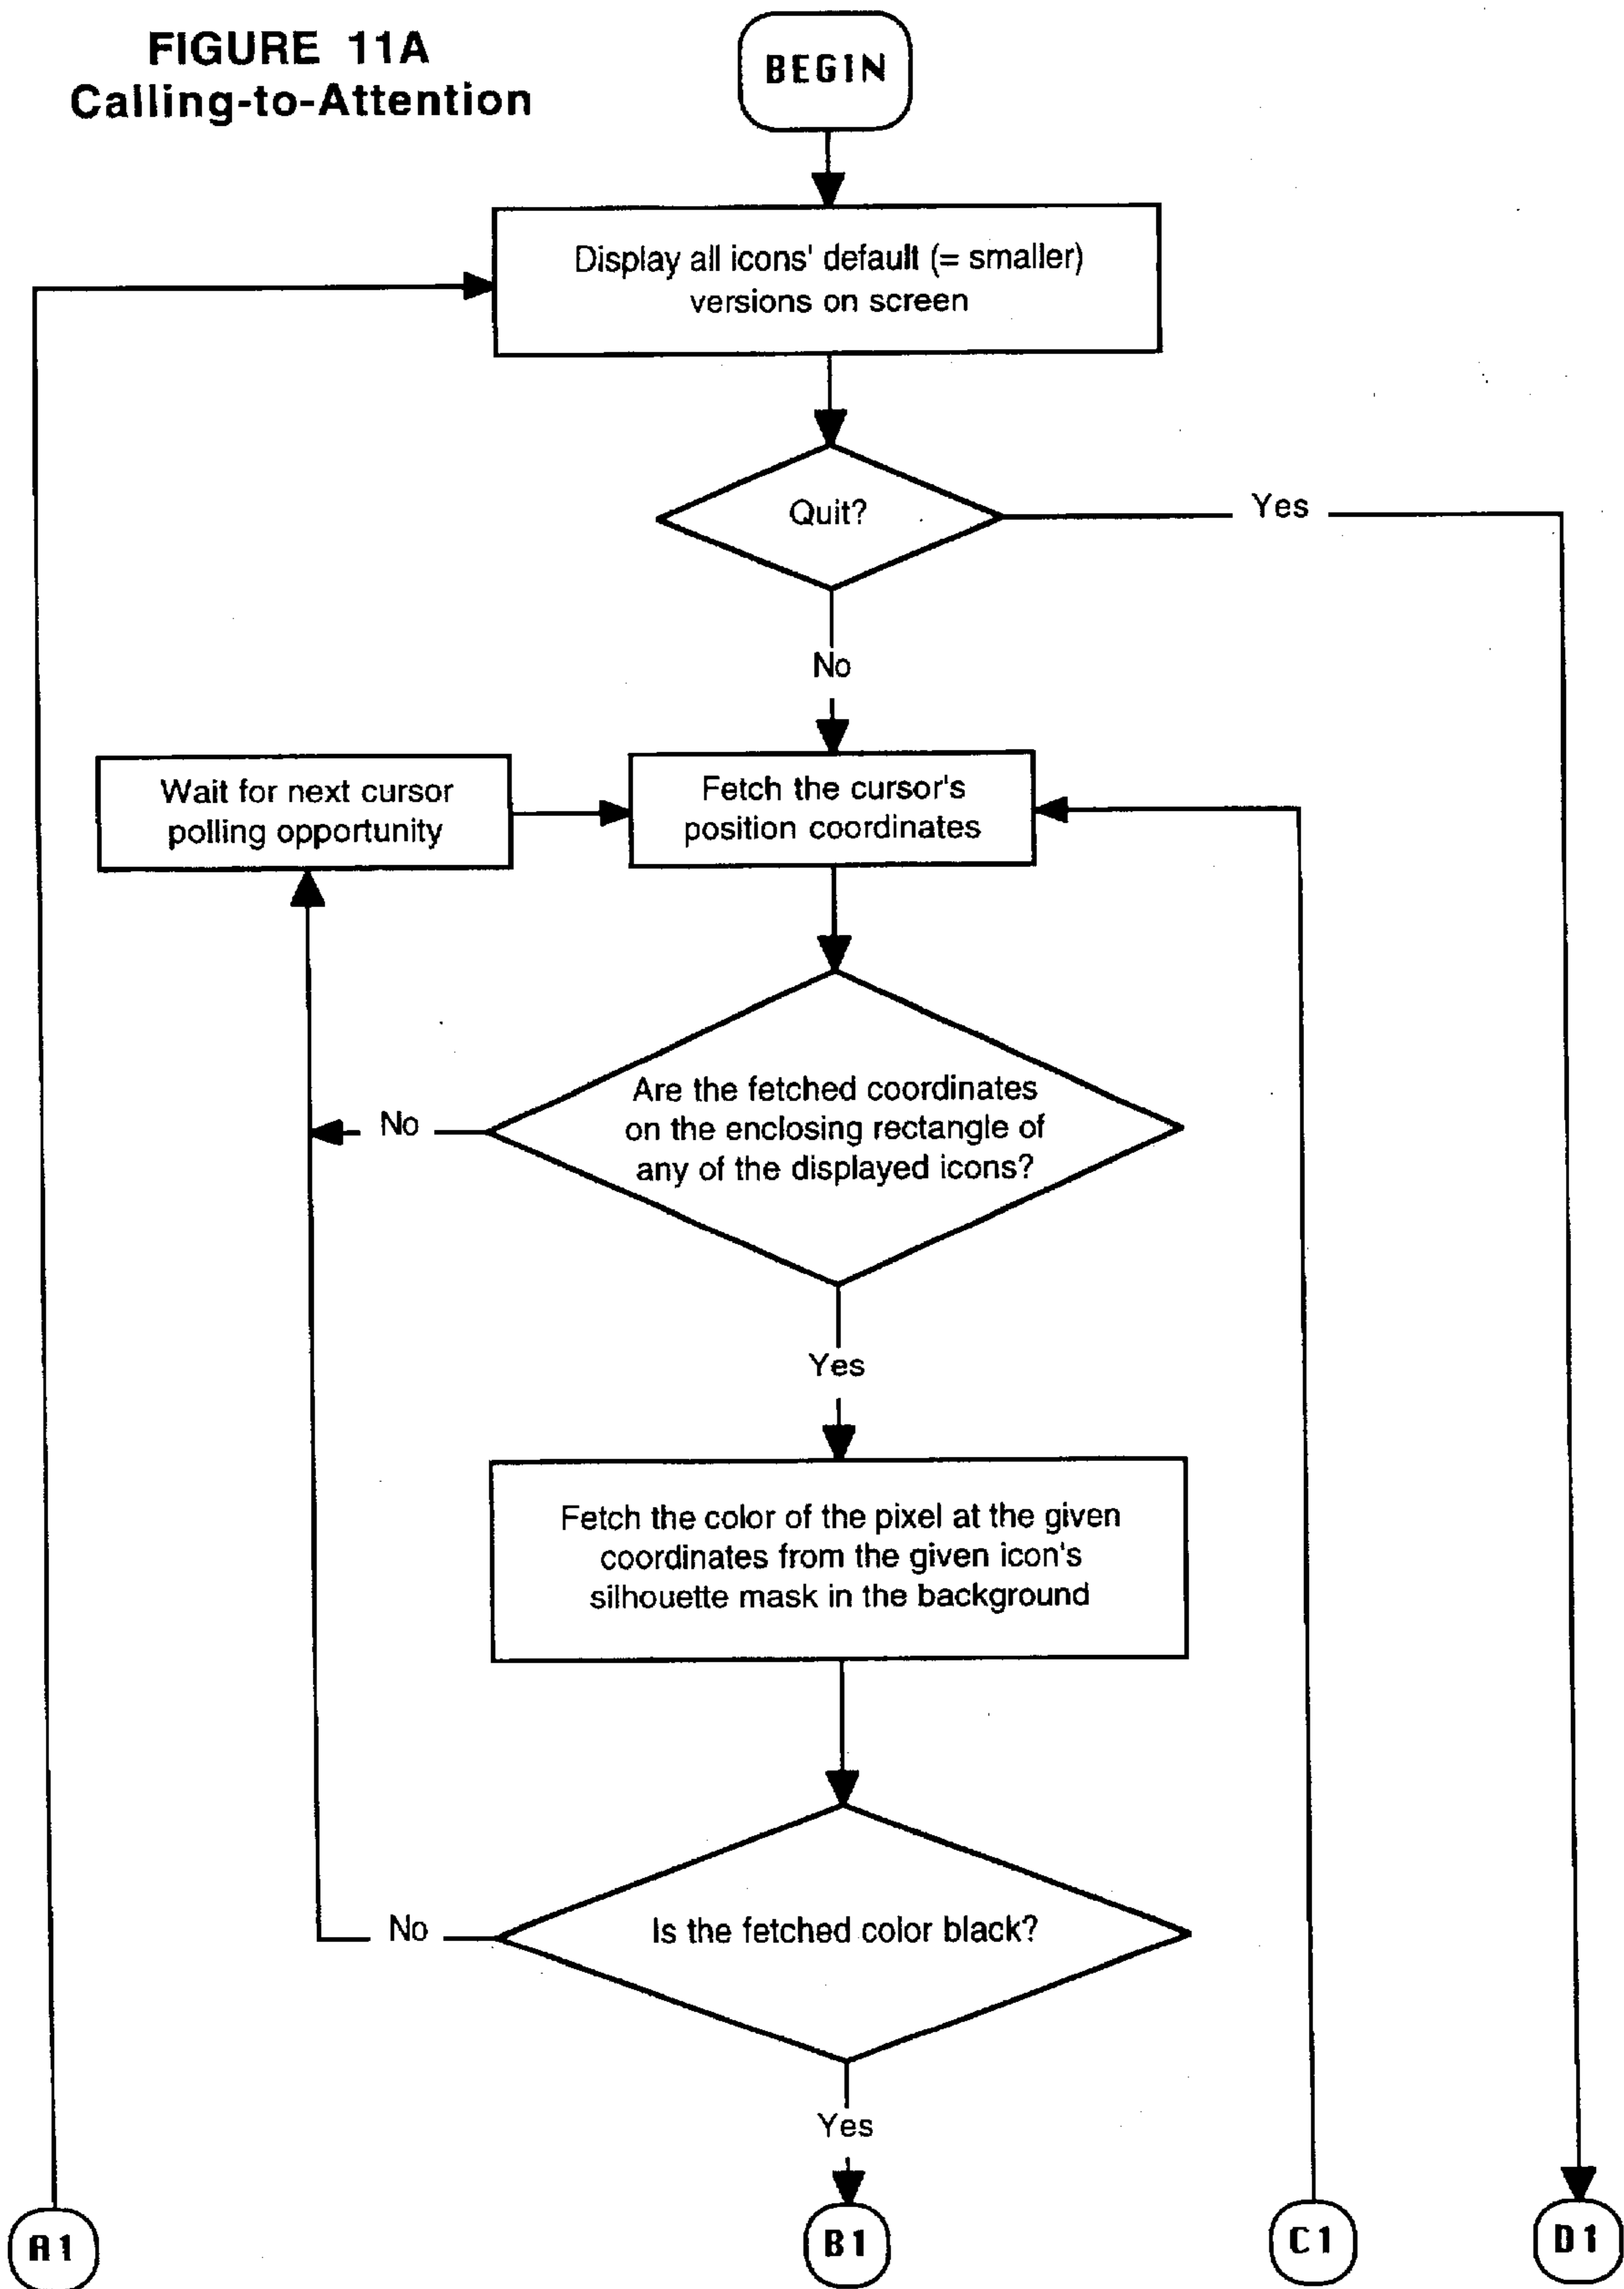 FIGURE 11A
Calling-to-Attention
BEGIN
Display all icons' default (= smaller)
versions on screen
Quit?
Yes
No
Wait for next cursor
polling opportunity
Fetch the cursor's
position coordinates
Are the fetched coordinates
on the enclosing rectangle of
any of the displayed icons?
No
Yes
Fetch the color of the pixel at the given
coordinates from the given icon's
silhouette mask in the background
Is the fetched color black?
No
Yes
A1
B1
C1
D1